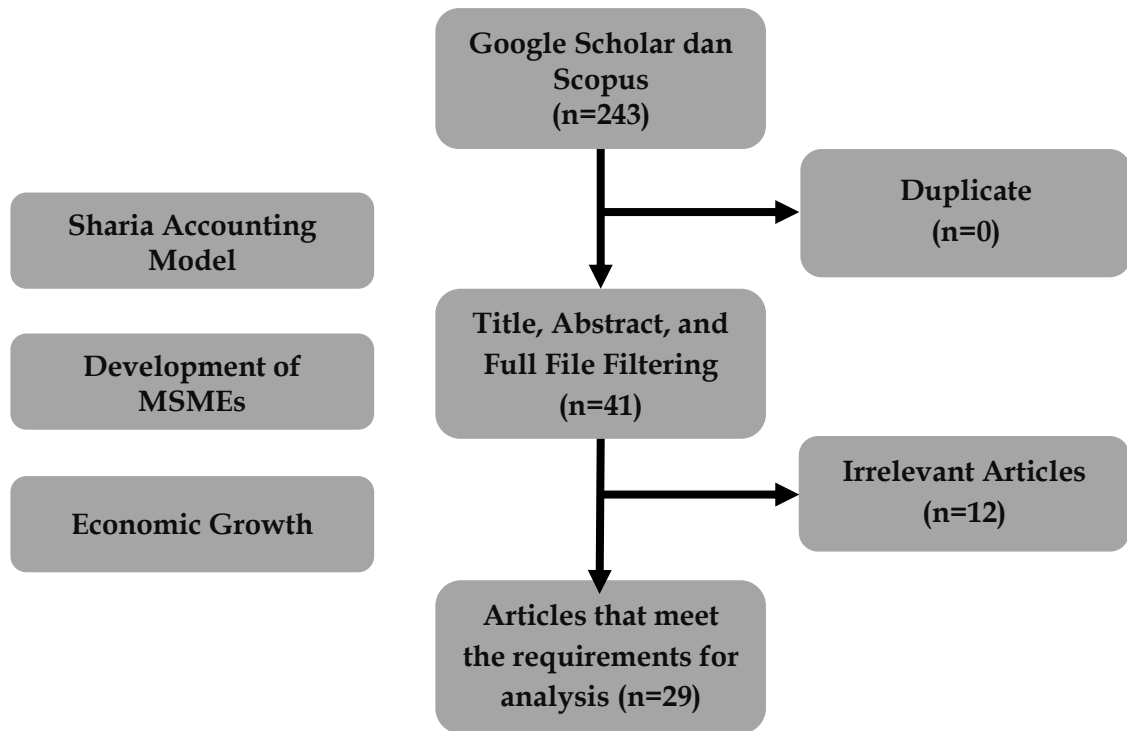 Google Scholar dan
Scopus
(n=243)
Duplicate
(n=0)
Sharia Accounting
Model
Title, Abstract, and
Full File Filtering
(n=41)
Development of
MSMEs
Irrelevant Articles
(n=12)
Economic Growth
Articles that meet
the requirements for
analysis (n=29)